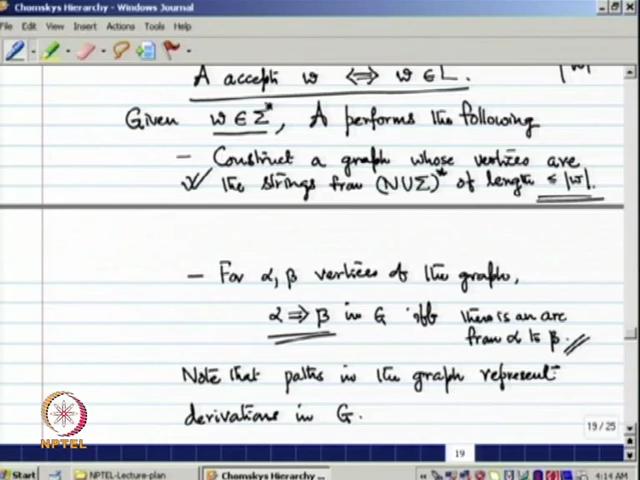 Chomskys Hierarchy - Windows Journal
File Edit View Insert Actions Tools Help
A accepts w ⟺ w ∈ L. |w|
Given w ∈ Σ*, A performs the following
- Construct a graph whose vertices are
the strings from (N∪Σ)* of length ≤ |w|.
- For α, β vertices of the graph,
α ⇒ β in G iff there is an arc
from α to β.
Note that paths in the graph represent
derivations in G.
19/25
NPTEL
19
Start NPTEL-Lecture-plan Chomskys Hierarchy - ... 4:14 AM